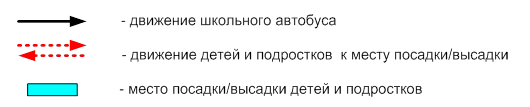 - движение школьного автобуса
- движение детей и подростков к месту посадки/высадки
- место посадки/высадки детей и подростков